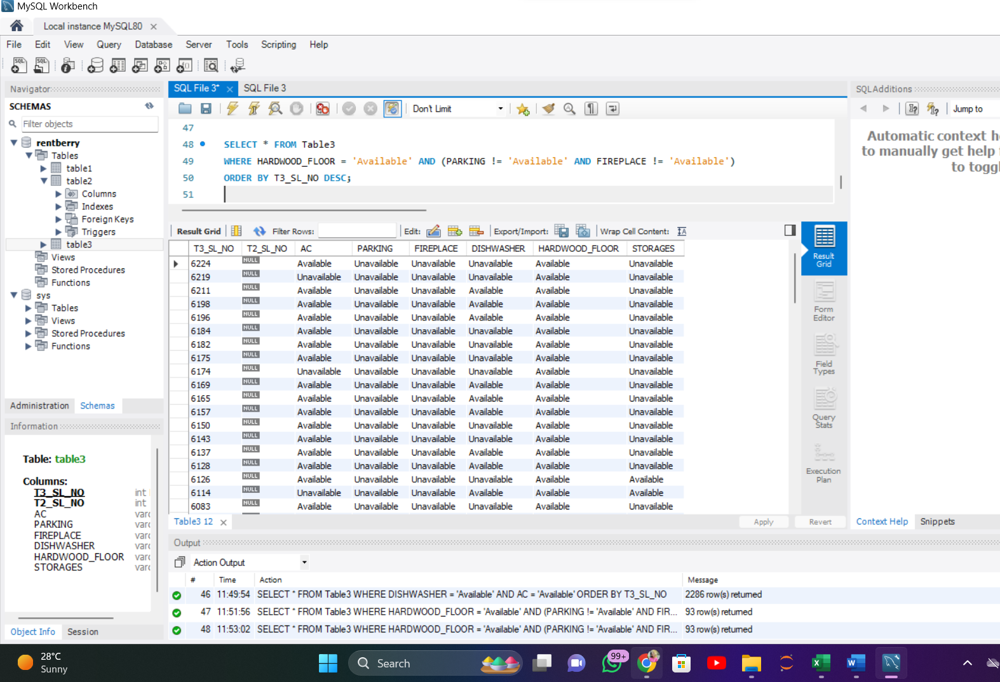 MySQL Workbench
Local instance MySQL80
File Edit View Query Database Server Tools Scripting Help
Navigator
SCHEMAS
Filter objects
rentberry
Tables
table1
table2
Columns
Indexes
Foreign Keys
Triggers
table3
Views
Stored Procedures
Functions
sys
Tables
Views
Stored Procedures
Functions
Administration Schemas
Information
Table: table3
Columns:
T3_SL_NO int
T2_SL_NO int
AC varc
PARKING varc
FIREPLACE varc
DISHWASHER varc
HARDWOOD_FLOOR varc
STORAGES varc
Object Info Session
SQL File 3* SQL File 3
Don't Limit
47
48 SELECT * FROM Table3
49 WHERE HARDWOOD_FLOOR = 'Available' AND (PARKING != 'Available' AND FIREPLACE != 'Available')
50 ORDER BY T3_SL_NO DESC;
51
Result Grid Filter Rows: Edit: Export/Import: Wrap Cell Content:
T3_SL_NO T2_SL_NO AC PARKING FIREPLACE DISHWASHER HARDWOOD_FLOOR STORAGES
6224 NULL Available Unavailable Unavailable Unavailable Available Unavailable
6219 NULL Unavailable Unavailable Unavailable Unavailable Available Unavailable
6211 NULL Available Unavailable Unavailable Available Available Unavailable
6198 NULL Available Unavailable Unavailable Available Available Unavailable
6196 NULL Available Unavailable Unavailable Available Available Unavailable
6184 NULL Available Unavailable Unavailable Unavailable Available Unavailable
6182 NULL Available Unavailable Unavailable Unavailable Available Unavailable
6175 NULL Available Unavailable Unavailable Available Available Unavailable
6174 NULL Unavailable Unavailable Unavailable Unavailable Available Unavailable
6169 NULL Available Unavailable Unavailable Available Available Unavailable
6165 NULL Available Unavailable Unavailable Available Available Unavailable
6157 NULL Available Unavailable Unavailable Available Available Unavailable
6150 NULL Available Unavailable Unavailable Unavailable Available Unavailable
6143 NULL Available Unavailable Unavailable Unavailable Available Unavailable
6137 NULL Available Unavailable Unavailable Available Available Unavailable
6128 NULL Available Unavailable Unavailable Available Available Unavailable
6126 NULL Available Unavailable Unavailable Unavailable Available Available
6114 NULL Unavailable Unavailable Unavailable Available Available Available
6083 NULL Available Unavailable Unavailable Unavailable Available Unavailable
Result
Grid
Form
Editor
Field
Types
Query
Stats
Execution
Plan
Table3 12 Apply Revert
SQLAdditions
Jump to
Automatic context h
to manually get help
to togg
Context Help Snippets
Output
Action Output
# Time Action Message
46 11:49:54 SELECT * FROM Table3 WHERE DISHWASHER = 'Available' AND AC = 'Available' ORDER BY T3_SL_NO 2286 row(s) returned
47 11:51:56 SELECT * FROM Table3 WHERE HARDWOOD_FLOOR = 'Available' AND (PARKING != 'Available' AND FIR... 93 row(s) returned
48 11:53:02 SELECT * FROM Table3 WHERE HARDWOOD_FLOOR = 'Available' AND (PARKING != 'Available' AND FIR... 93 row(s) returned
28°C
Sunny
Search
99+